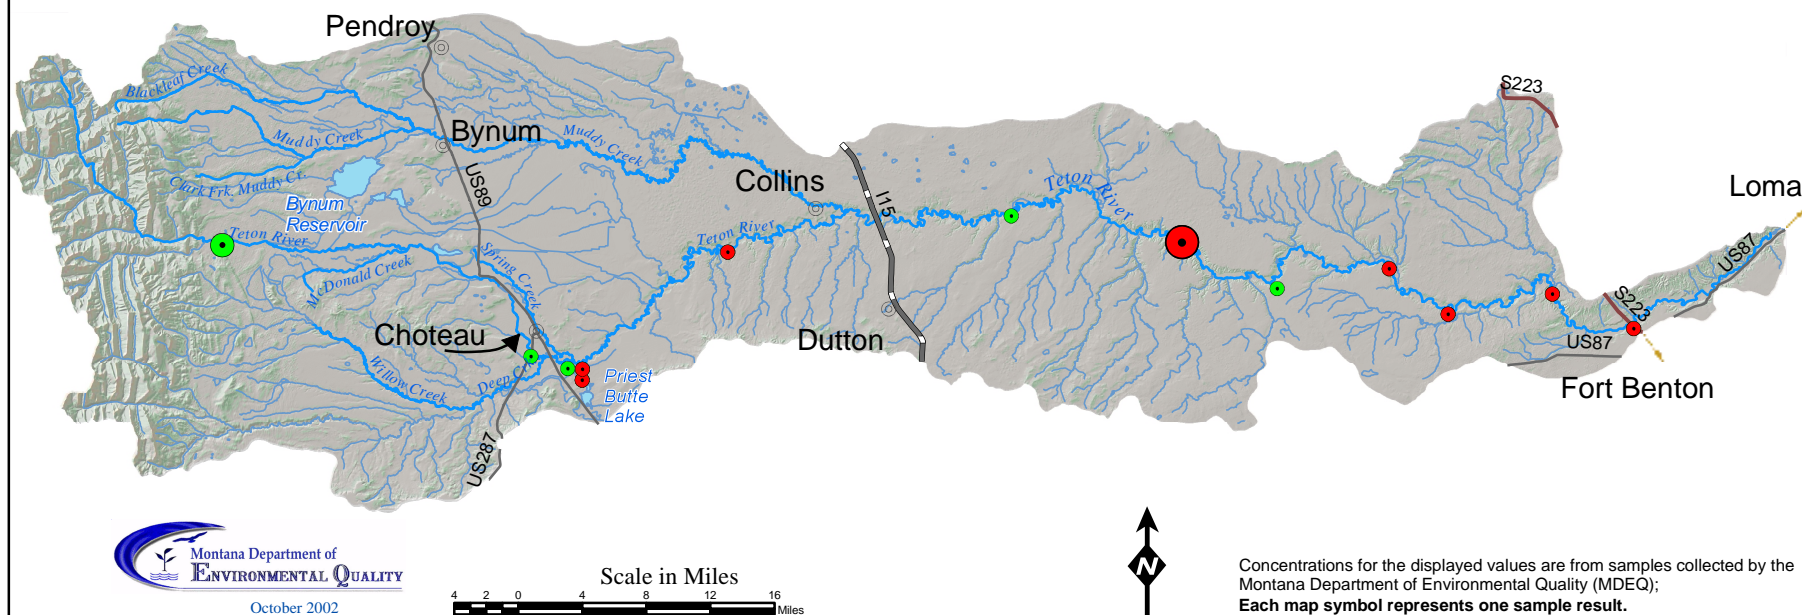 Pendroy
S223
Blackleaf Creek
Bynum
Muddy Creek
Muddy Creek
Clark Frk. Muddy Cr.
US89
Collins
I15
Teton River
Loma
Bynum
Reservoir
Teton River
Teton River
Spring Creek
McDonald Creek
US87
S223
Choteau
Dutton
US87
Willow Creek
Deep Cr.
Priest
Butte
Lake
Fort Benton
US287
Montana Department of
ENVIRONMENTAL QUALITY
October 2002
Scale in Miles
4 2 0 4 8 12 16
Miles
N
Concentrations for the displayed values are from samples collected by the
Montana Department of Environmental Quality (MDEQ);
Each map symbol represents one sample result.